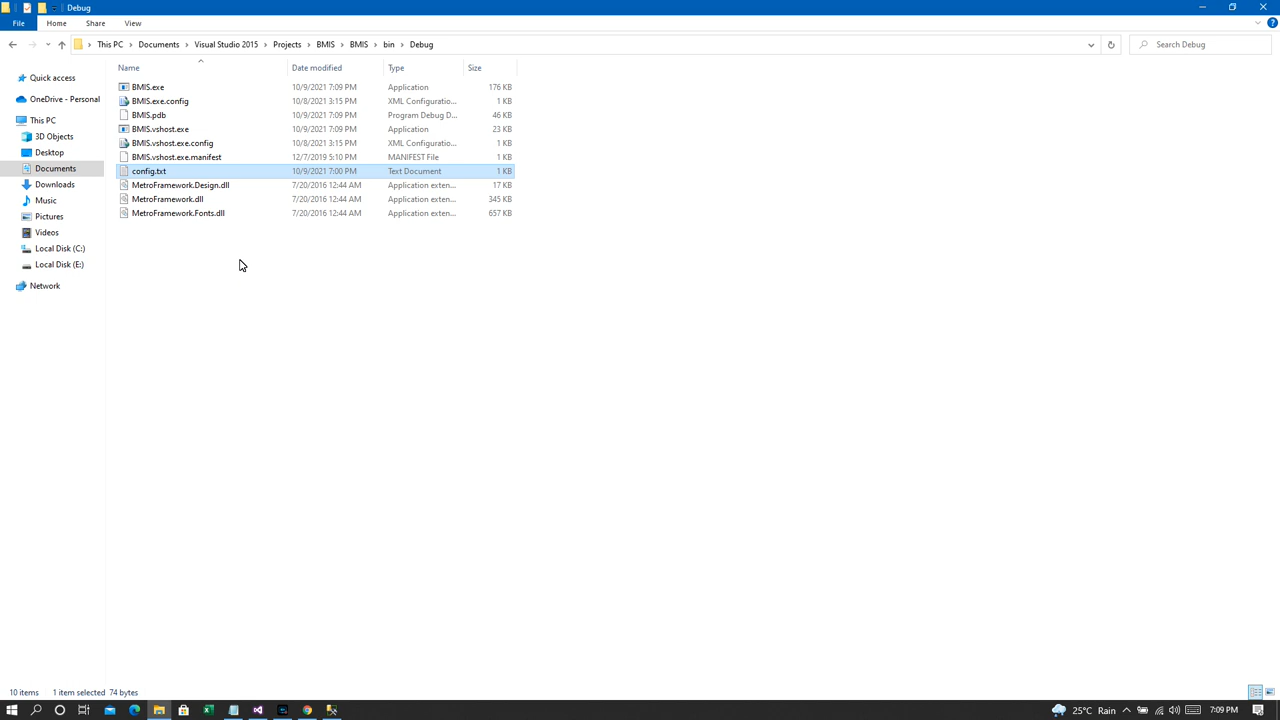 Debug
File Home Share View
This PC Documents Visual Studio 2015 Projects BMIS BMIS bin Debug Search Debug
Name Date modified Type Size
Quick access
OneDrive - Personal
This PC
3D Objects
Desktop
Documents
Downloads
Music
Pictures
Videos
Local Disk (C:)
Local Disk (E:)
Network
BMIS.exe 10/9/2021 7:09 PM Application 176 KB
BMIS.exe.config 10/8/2021 3:15 PM XML Configuratio... 1 KB
BMIS.pdb 10/9/2021 7:09 PM Program Debug D... 46 KB
BMIS.vshost.exe 10/9/2021 7:09 PM Application 23 KB
BMIS.vshost.exe.config 10/8/2021 3:15 PM XML Configuratio... 1 KB
BMIS.vshost.exe.manifest 12/7/2019 5:10 PM MANIFEST File 1 KB
config.txt 10/9/2021 7:00 PM Text Document 1 KB
MetroFramework.Design.dll 7/20/2016 12:44 AM Application exten... 17 KB
MetroFramework.dll 7/20/2016 12:44 AM Application exten... 345 KB
MetroFramework.Fonts.dll 7/20/2016 12:44 AM Application exten... 657 KB
10 items 1 item selected 74 bytes
25°C Rain 7:09 PM